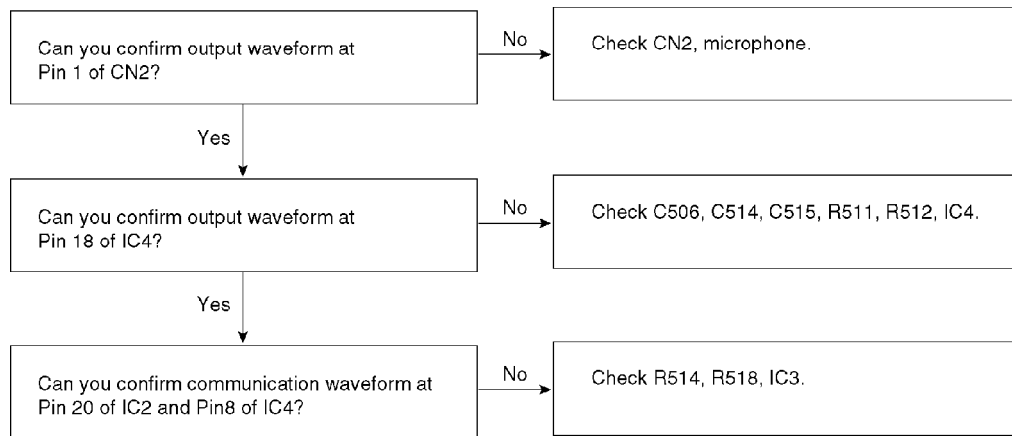 Can you confirm output waveform at
Pin 1 of CN2?
No
Check CN2, microphone.
Yes
Can you confirm output waveform at
Pin 18 of IC4?
No
Check C506, C514, C515, R511, R512, IC4.
Yes
Can you confirm communication waveform at
Pin 20 of IC2 and Pin8 of IC4?
No
Check R514, R518, IC3.